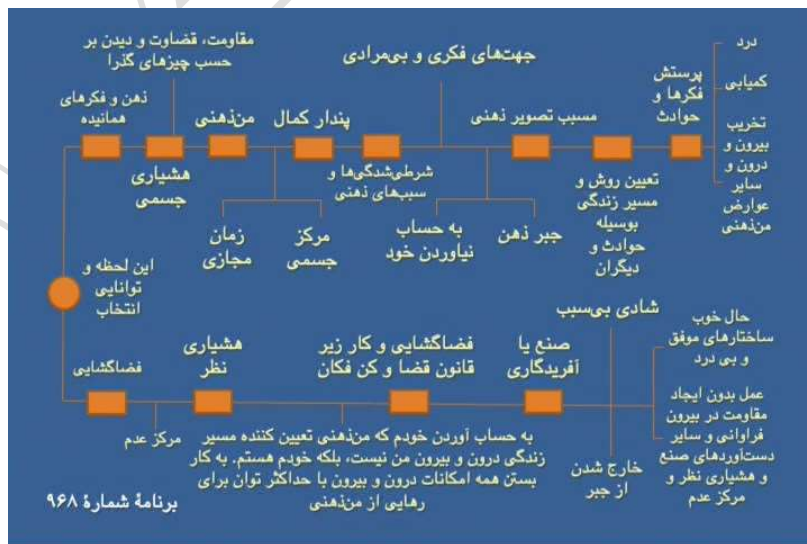 مقاومت، قضاوت و دیدن بر
حسب چیزهای گذرا
جهت‌های فکری و بی‌مرادی
درد
کمیابی
تخریب
بیرون و
درون و
سایر
عوارض
من‌ذهنی
پرستش
فکرها و
حوادث
ذهن و فکرهای
همانیده
هشیاری
جسمی
من‌ذهنی
پندار کمال
شرطی‌شدگی‌ها و
سبب‌های ذهنی
مسبب تصویر ذهنی
تعیین روش و
مسیر زندگی
بوسیله
حوادث و
دیگران
زمان
مجازی
مرکز
جسمی
به حساب
نیاوردن خود
جبر ذهن
این لحظه و
توانایی
انتخاب
فضاگشایی
مرکز عدم
هشیاری
نظر
به حساب آوردن خودم که من‌ذهنی تعیین کننده مسیر
زندگی درون و بیرون من نیست، بلکه خودم هستم. به کار
بستن همه امکانات درون و بیرون با حداکثر توان برای
رهایی از من‌ذهنی
فضاگشایی و کار زیر
قانون قضا و کن فکان
صنع یا
آفریدگاری
شادی بی‌سبب
خارج شدن
از جبر
حال خوب
ساختارهای موفق
و بی درد
عمل بدون ایجاد
مقاومت در بیرون
فراوانی و سایر
دست‌آوردهای صنع
و هشیاری نظر و
مرکز عدم
برنامهٔ شمارهٔ ۹۶۸